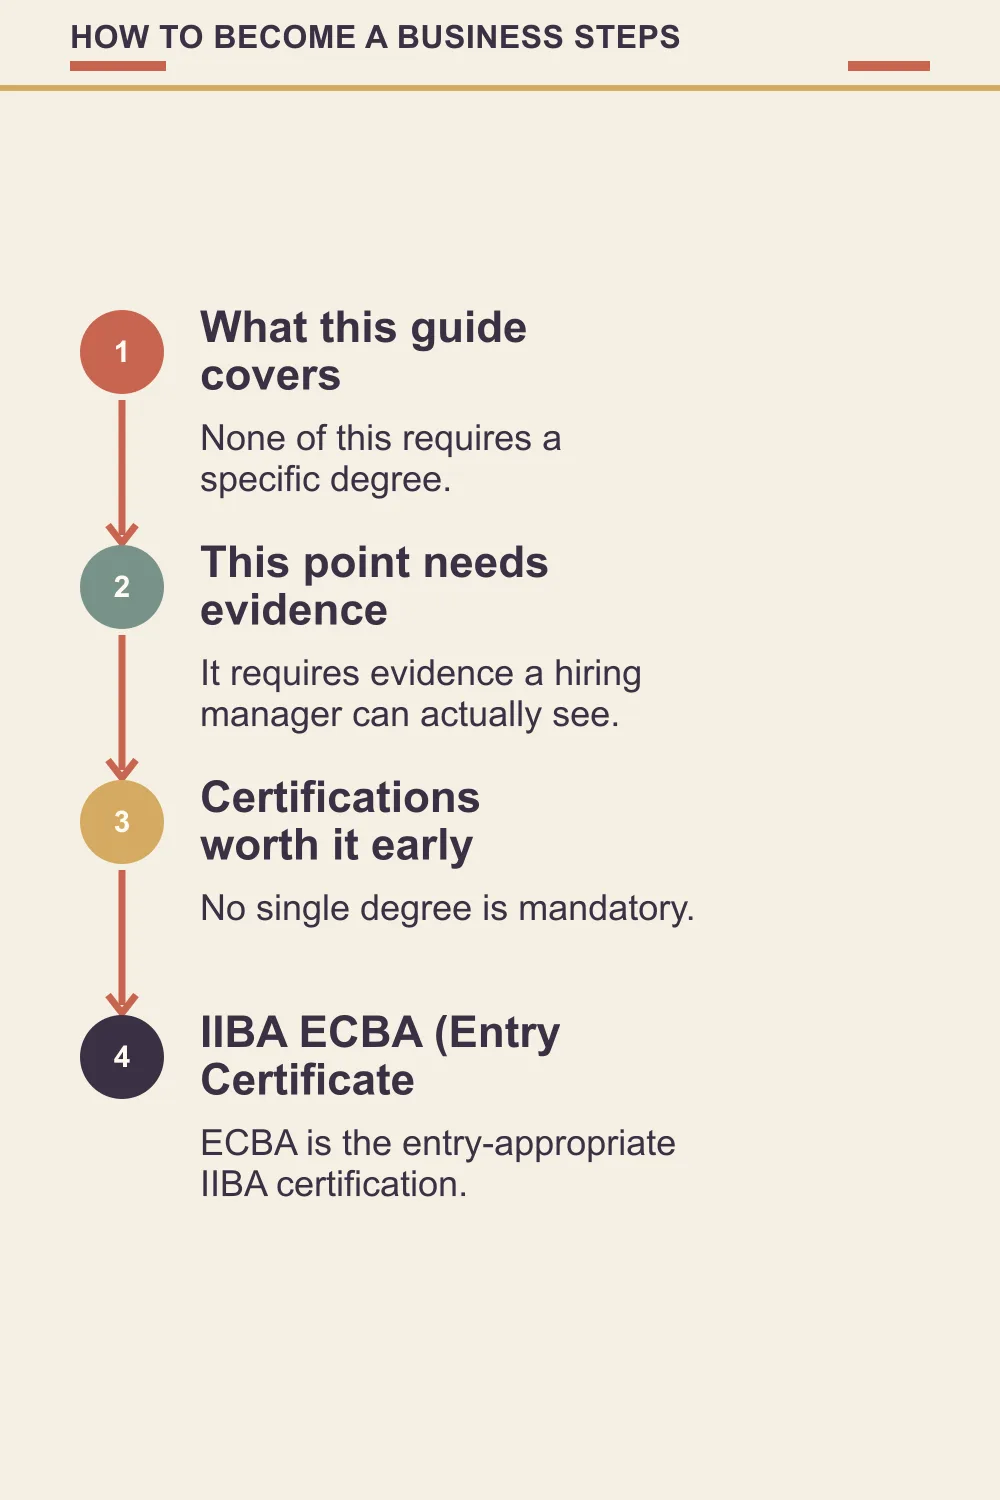 HOW TO BECOME A BUSINESS STEPS
1
What this guide
covers
None of this requires a
specific degree.
2
This point needs
evidence
It requires evidence a hiring
manager can actually see.
3
Certifications
worth it early
No single degree is mandatory.
4
IIBA ECBA (Entry
Certificate
ECBA is the entry-appropriate
IIBA certification.